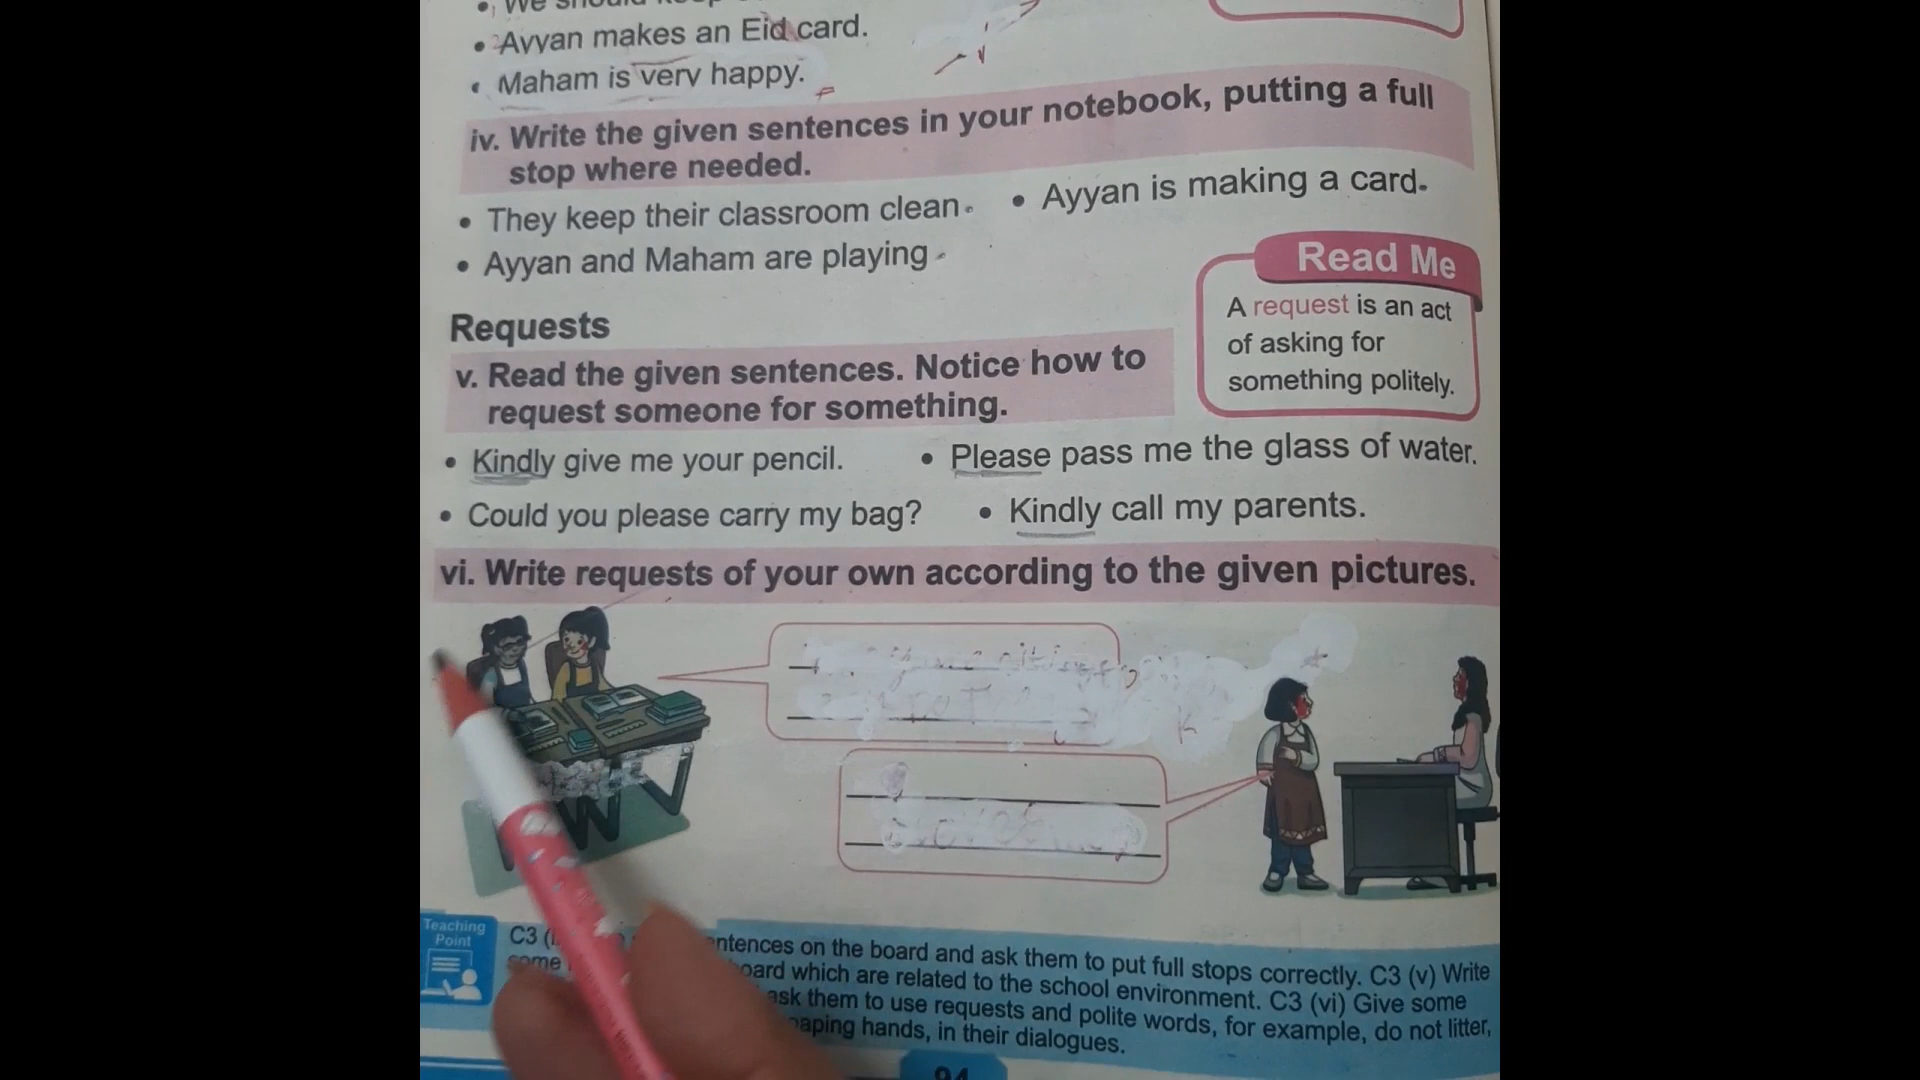 Ayyan makes an Eid card.
Maham is very happy.
iv. Write the given sentences in your notebook, putting a full
stop where needed.
• They keep their classroom clean. • Ayyan is making a card.
• Ayyan and Maham are playing.
Read Me
A request is an act
of asking for
something politely.
Requests
v. Read the given sentences. Notice how to
request someone for something.
• Kindly give me your pencil. • Please pass me the glass of water.
• Could you please carry my bag? • Kindly call my parents.
vi. Write requests of your own according to the given pictures.
Teaching
Point
C3 sentences on the board and ask them to put full stops correctly. C3 (v) Write
some board which are related to the school environment. C3 (vi) Give some
ask them to use requests and polite words, for example, do not litter,
hands, in their dialogues.
94